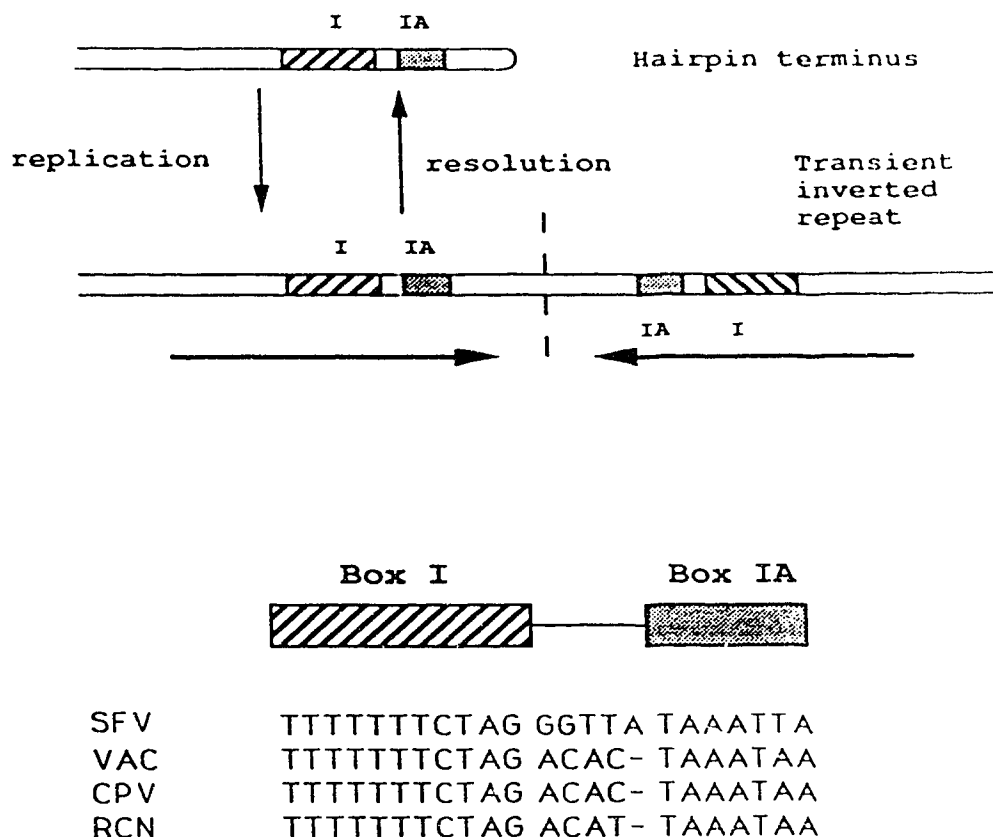 I IA
Hairpin terminus
replication
resolution
Transient
inverted
repeat
I IA
IA I
Box I Box IA
SFV TTTTTTTCTAG GGTTA TAAATTA
VAC TTTTTTTCTAG ACAC- TAAATAA
CPV TTTTTTTCTAG ACAC- TAAATAA
RCN TTTTTTTCTAG ACAT- TAAATAA